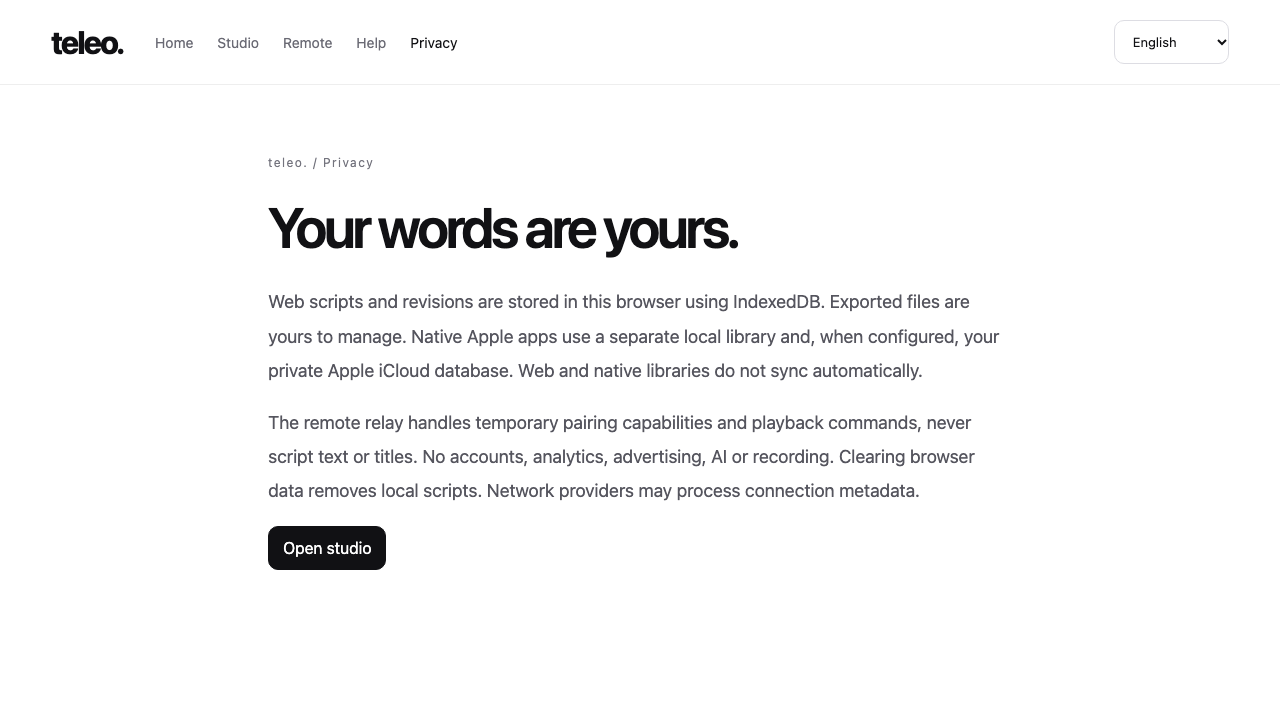 teleo.
Home
Studio
Remote
Help
Privacy
English
teleo. / Privacy
Your words are yours.
Web scripts and revisions are stored in this browser using IndexedDB. Exported files are
yours to manage. Native Apple apps use a separate local library and, when configured, your
private Apple iCloud database. Web and native libraries do not sync automatically.
The remote relay handles temporary pairing capabilities and playback commands, never
script text or titles. No accounts, analytics, advertising, AI or recording. Clearing browser
data removes local scripts. Network providers may process connection metadata.
Open studio